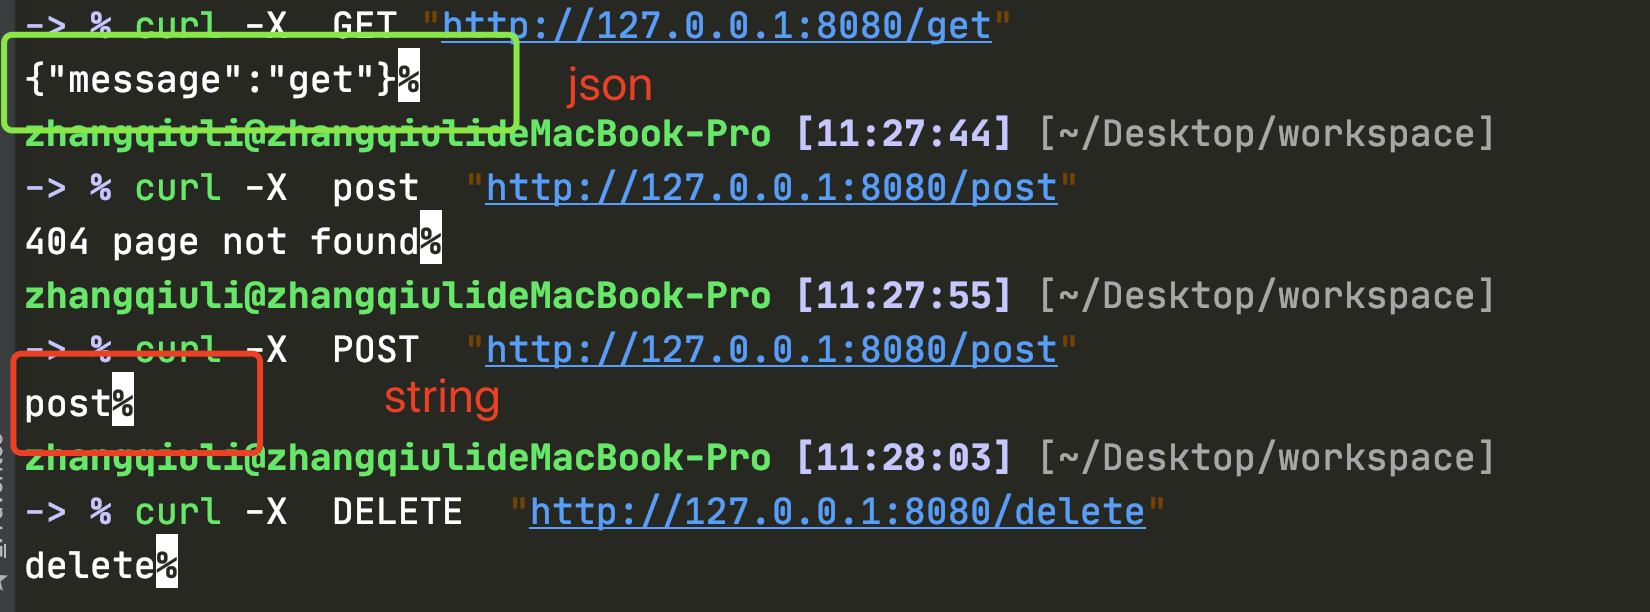 -> % curl -X  GET "http://127.0.0.1:8080/get"
{"message":"get"}%
json
zhangqiuli@zhangqiulideMacBook-Pro [11:27:44] [~/Desktop/workspace]
-> % curl -X  post  "http://127.0.0.1:8080/post"
404 page not found%
zhangqiuli@zhangqiulideMacBook-Pro [11:27:55] [~/Desktop/workspace]
-> % curl -X  POST  "http://127.0.0.1:8080/post"
post%
string
zhangqiuli@zhangqiulideMacBook-Pro [11:28:03] [~/Desktop/workspace]
-> % curl -X  DELETE  "http://127.0.0.1:8080/delete"
delete%